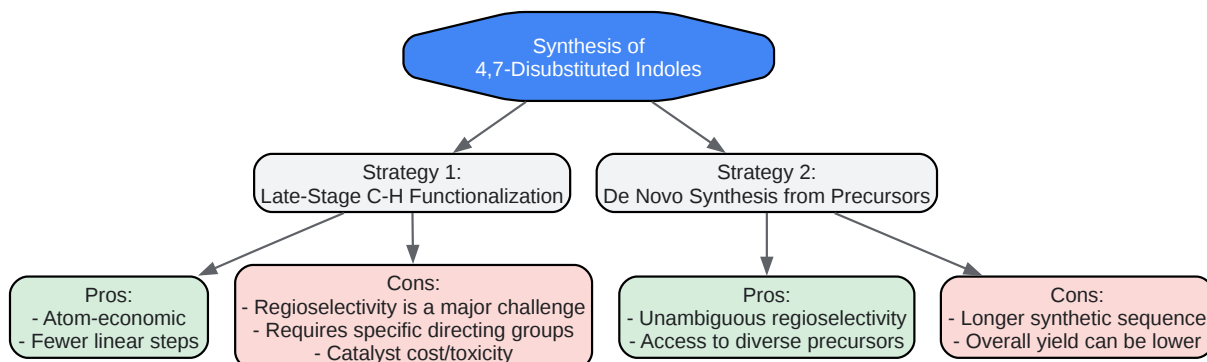 Synthesis of
4,7-Disubstituted Indoles
Strategy 1:
Late-Stage C-H Functionalization
Strategy 2:
De Novo Synthesis from Precursors
Pros:
- Atom-economic
- Fewer linear steps
Cons:
- Regioselectivity is a major challenge
- Requires specific directing groups
- Catalyst cost/toxicity
Pros:
- Unambiguous regioselectivity
- Access to diverse precursors
Cons:
- Longer synthetic sequence
- Overall yield can be lower